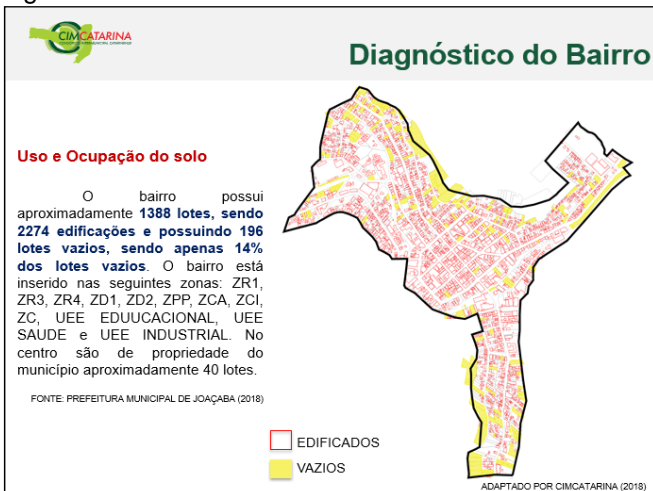 CIMCATARINA
Diagnóstico do Bairro
Uso e Ocupação do solo
O bairro possui
aproximadamente 1388 lotes, sendo
2274 edificações e possuindo 196
lotes vazios, sendo apenas 14%
dos lotes vazios. O bairro está
inserido nas seguintes zonas: ZR1,
ZR3, ZR4, ZD1, ZD2, ZPP, ZCA, ZCI,
ZC, UEE EDUUCACIONAL, UEE
SAUDE e UEE INDUSTRIAL. No
centro são de propriedade do
município aproximadamente 40 lotes.
FONTE: PREFEITURA MUNICIPAL DE JOAÇABA (2018)
EDIFICADOS
VAZIOS
ADAPTADO POR CIMCATARINA (2018)